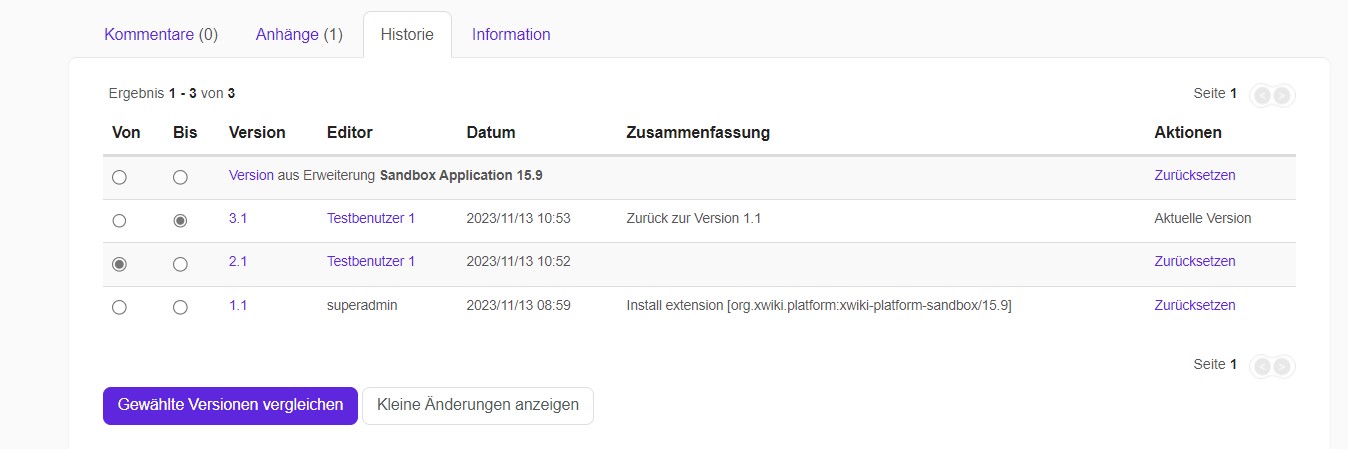 Kommentare (0) Anhänge (1) Historie Information
Ergebnis 1 - 3 von 3 Seite 1 < >
Von Bis Version Editor Datum Zusammenfassung Aktionen
Version aus Erweiterung Sandbox Application 15.9 Zurücksetzen
3.1 Testbenutzer 1 2023/11/13 10:53 Zurück zur Version 1.1 Aktuelle Version
2.1 Testbenutzer 1 2023/11/13 10:52 Zurücksetzen
1.1 superadmin 2023/11/13 08:59 Install extension [org.xwiki.platform:xwiki-platform-sandbox/15.9] Zurücksetzen
Seite 1 < >
Gewählte Versionen vergleichen Kleine Änderungen anzeigen